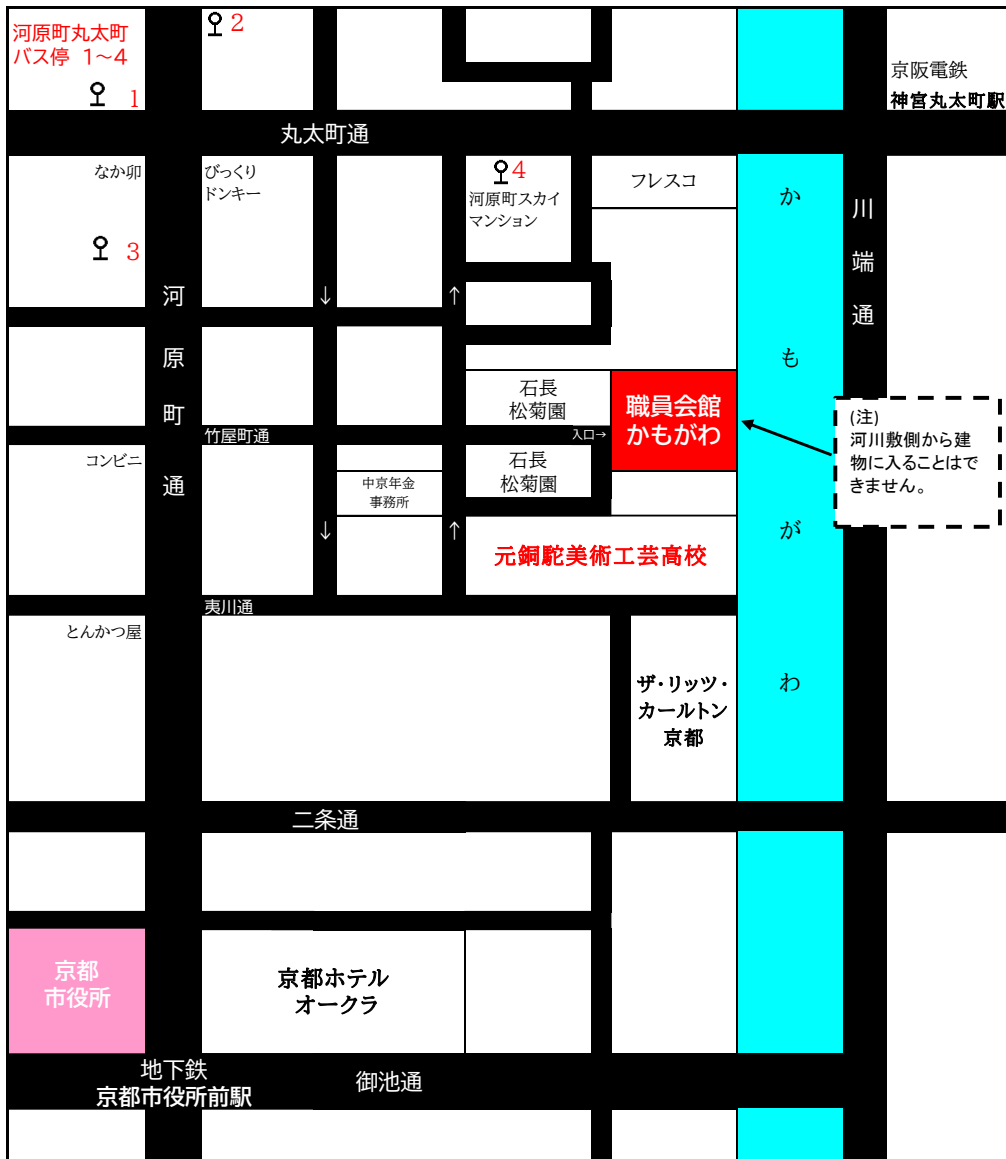 河原町丸太町
バス停 1～4
2
1
京阪電鉄
神宮丸太町駅
丸太町通
なか卯
びっくり
ドンキー
4
河原町スカイ
マンション
フレスコ
3
かもがわ
川端通
河原町通
↓
↑
石長
松菊園
職員会館
かもがわ
竹屋町通
入口→
(注)
河川敷側から建
物に入ることはで
きません。
コンビニ
中京年金
事務所
石長
松菊園
↓
↑
元銅駝美術工芸高校
夷川通
とんかつ屋
ザ・リッツ・
カールトン
京都
二条通
京都
市役所
京都ホテル
オークラ
地下鉄
京都市役所前駅
御池通